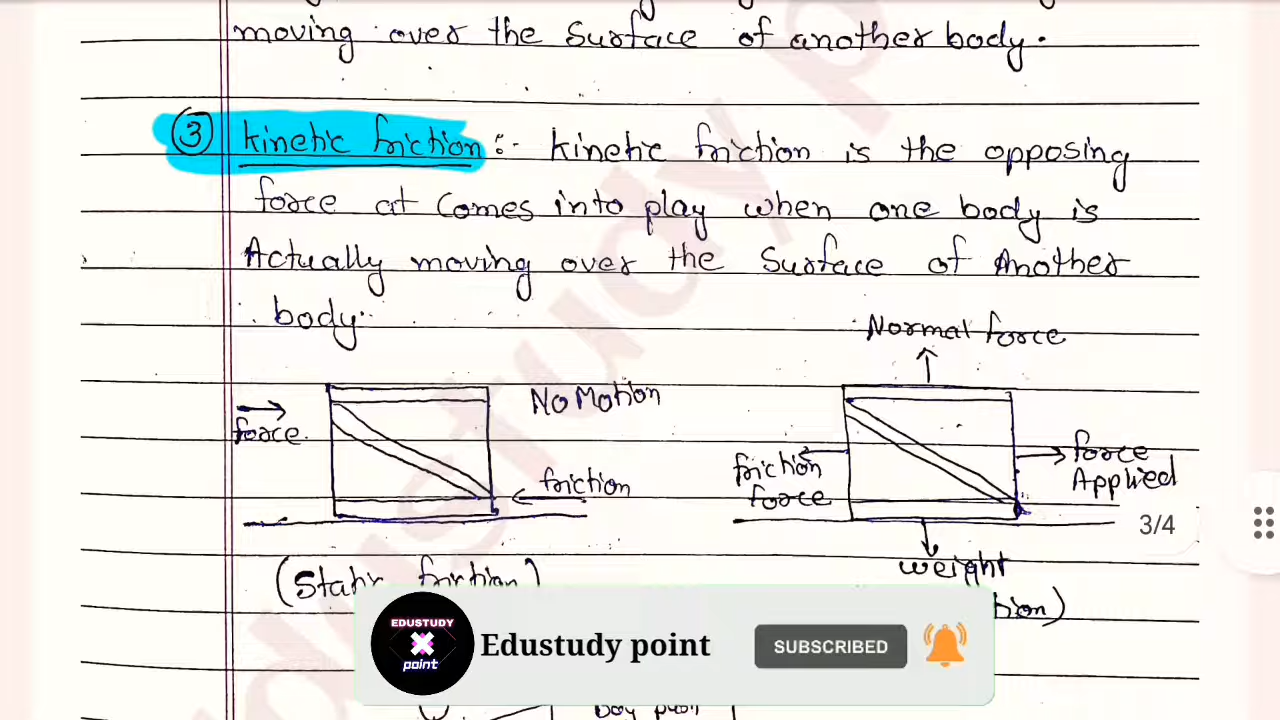 moving over the Surface of another body.
③ Kinetic friction :- Kinetic friction is the opposing
force at Comes into play when one body is
Actually moving over the Surface of Another
body.
Normal force
No Motion
force
friction
friction force
force Applied
3/4
weight
(Static friction)
EDUSTUDY
point
Edustudy point
SUBSCRIBED
Boy push